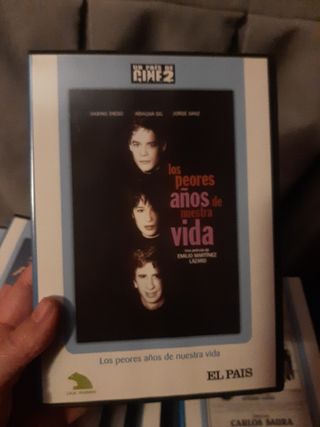 UN PAÍS DE
CINE 2
GABINO DIEGO ARIADNA GIL JORGE SANZ
los
peores
años de
nuestra
vida
Una película de
EMILIO MARTÍNEZ
LÁZARO
Los peores años de nuestra vida
EL PAIS
CARLOS SAURA